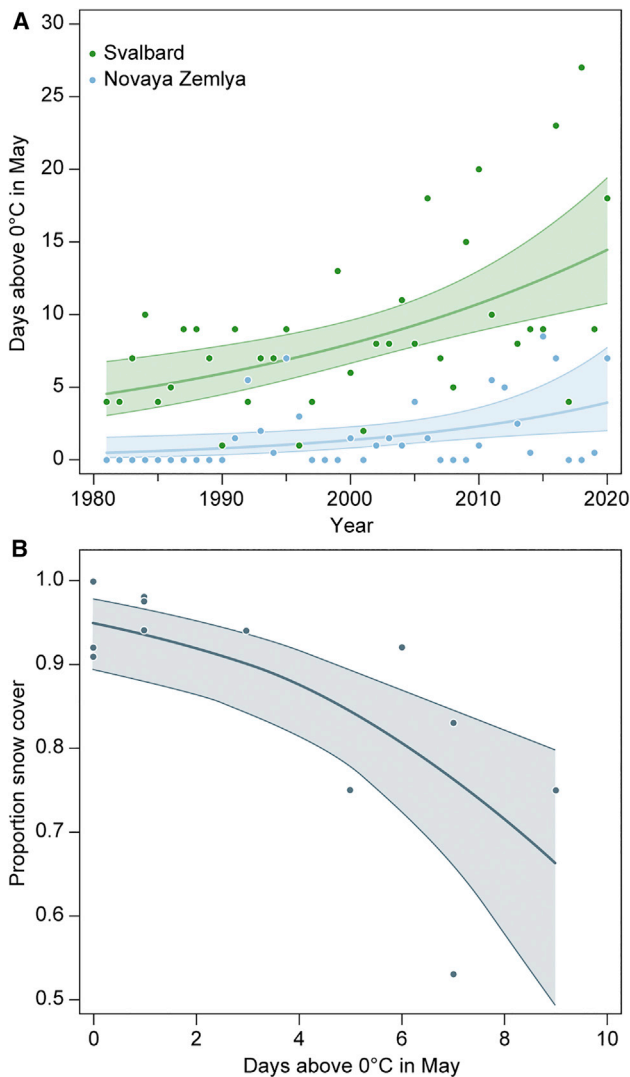 A
30
25
20
15
10
5
0
Days above 0°C in May
Svalbard
Novaya Zemlya
1980 1990 2000 2010 2020
Year
B
1.0
0.9
0.8
0.7
0.6
0.5
Proportion snow cover
0 2 4 6 8 10
Days above 0°C in May